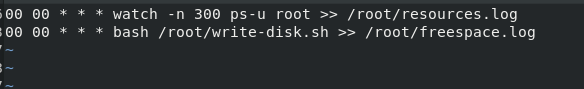 00 00 * * * watch -n 300 ps-u root >> /root/resources.log
00 00 * * * bash /root/write-disk.sh >> /root/freespace.log
~
~
~